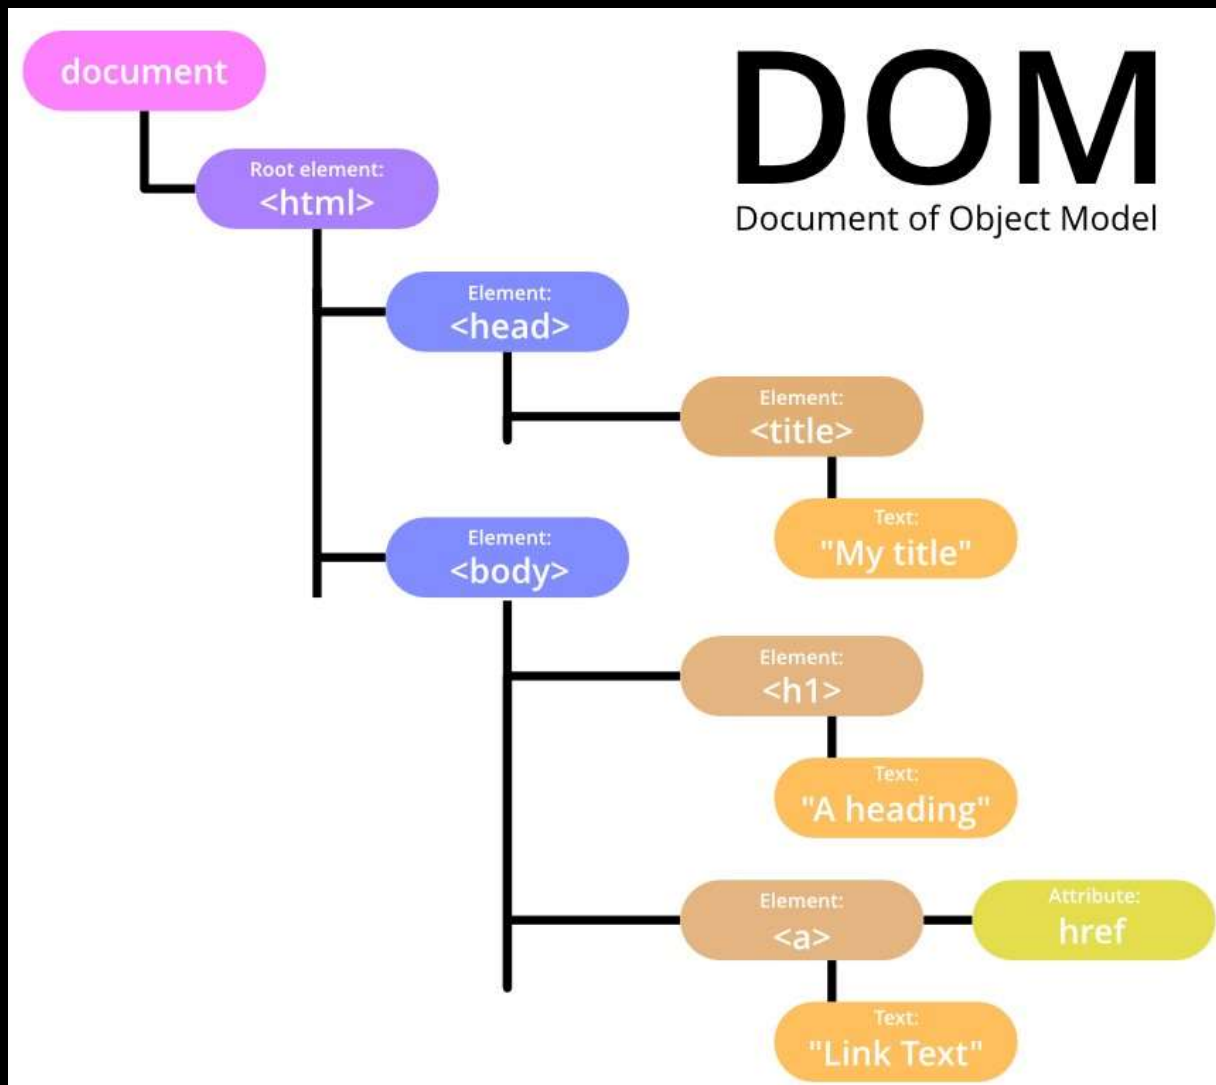 document
DOM
Document of Object Model
Root element:
<html>
Element:
<head>
Element:
<title>
Text:
"My title"
Element:
<body>
Element:
<h1>
Text:
"A heading"
Element:
<a>
Attribute:
href
Text:
"Link Text"